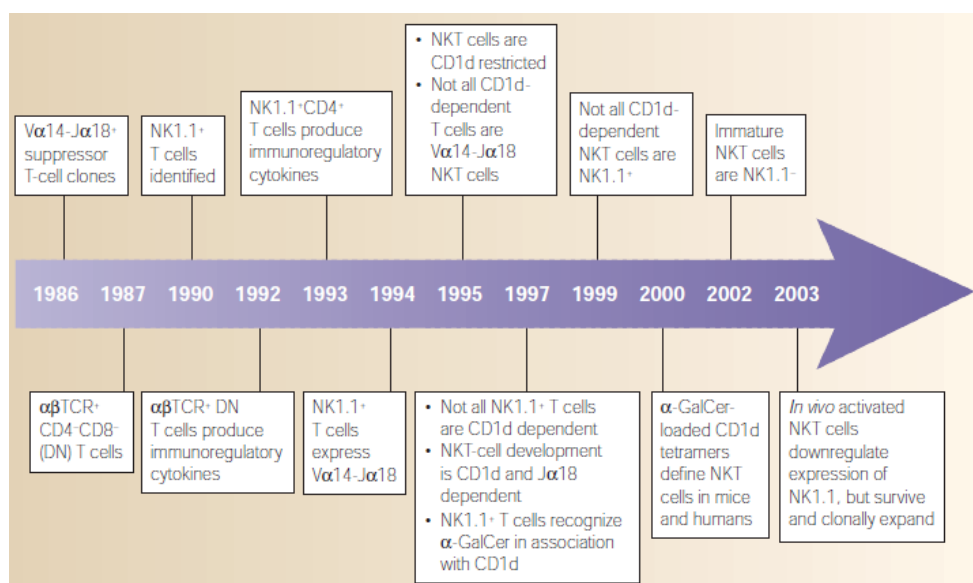 • NKT cells are
CD1d restricted
• Not all CD1d-
dependent
T cells are
Vα14-Jα18
NKT cells
Vα14-Jα18⁺
suppressor
T-cell clones
NK1.1⁺
T cells
identified
NK1.1⁺CD4⁺
T cells produce
immunoregulatory
cytokines
Not all CD1d-
dependent
NKT cells are
NK1.1⁺
Immature
NKT cells
are NK1.1⁻
1986 1987 1990 1992 1993 1994 1995 1997 1999 2000 2002 2003
αβTCR⁺
CD4⁻CD8⁻
(DN) T cells
αβTCR⁺ DN
T cells produce
immunoregulatory
cytokines
NK1.1⁺
T cells
express
Vα14-Jα18
• Not all NK1.1⁺ T cells
are CD1d dependent
• NKT-cell development
is CD1d and Jα18
dependent
• NK1.1⁺ T cells recognize
α-GalCer in association
with CD1d
α-GalCer-
loaded CD1d
tetramers
define NKT
cells in mice
and humans
In vivo activated
NKT cells
downregulate
expression of
NK1.1, but survive
and clonally expand